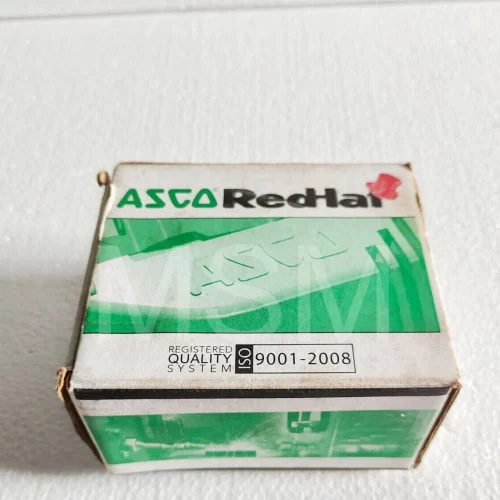 ASCO RedHat
ASCO
MSM
REGISTERED
QUALITY
SYSTEM
ISO 9001-2008